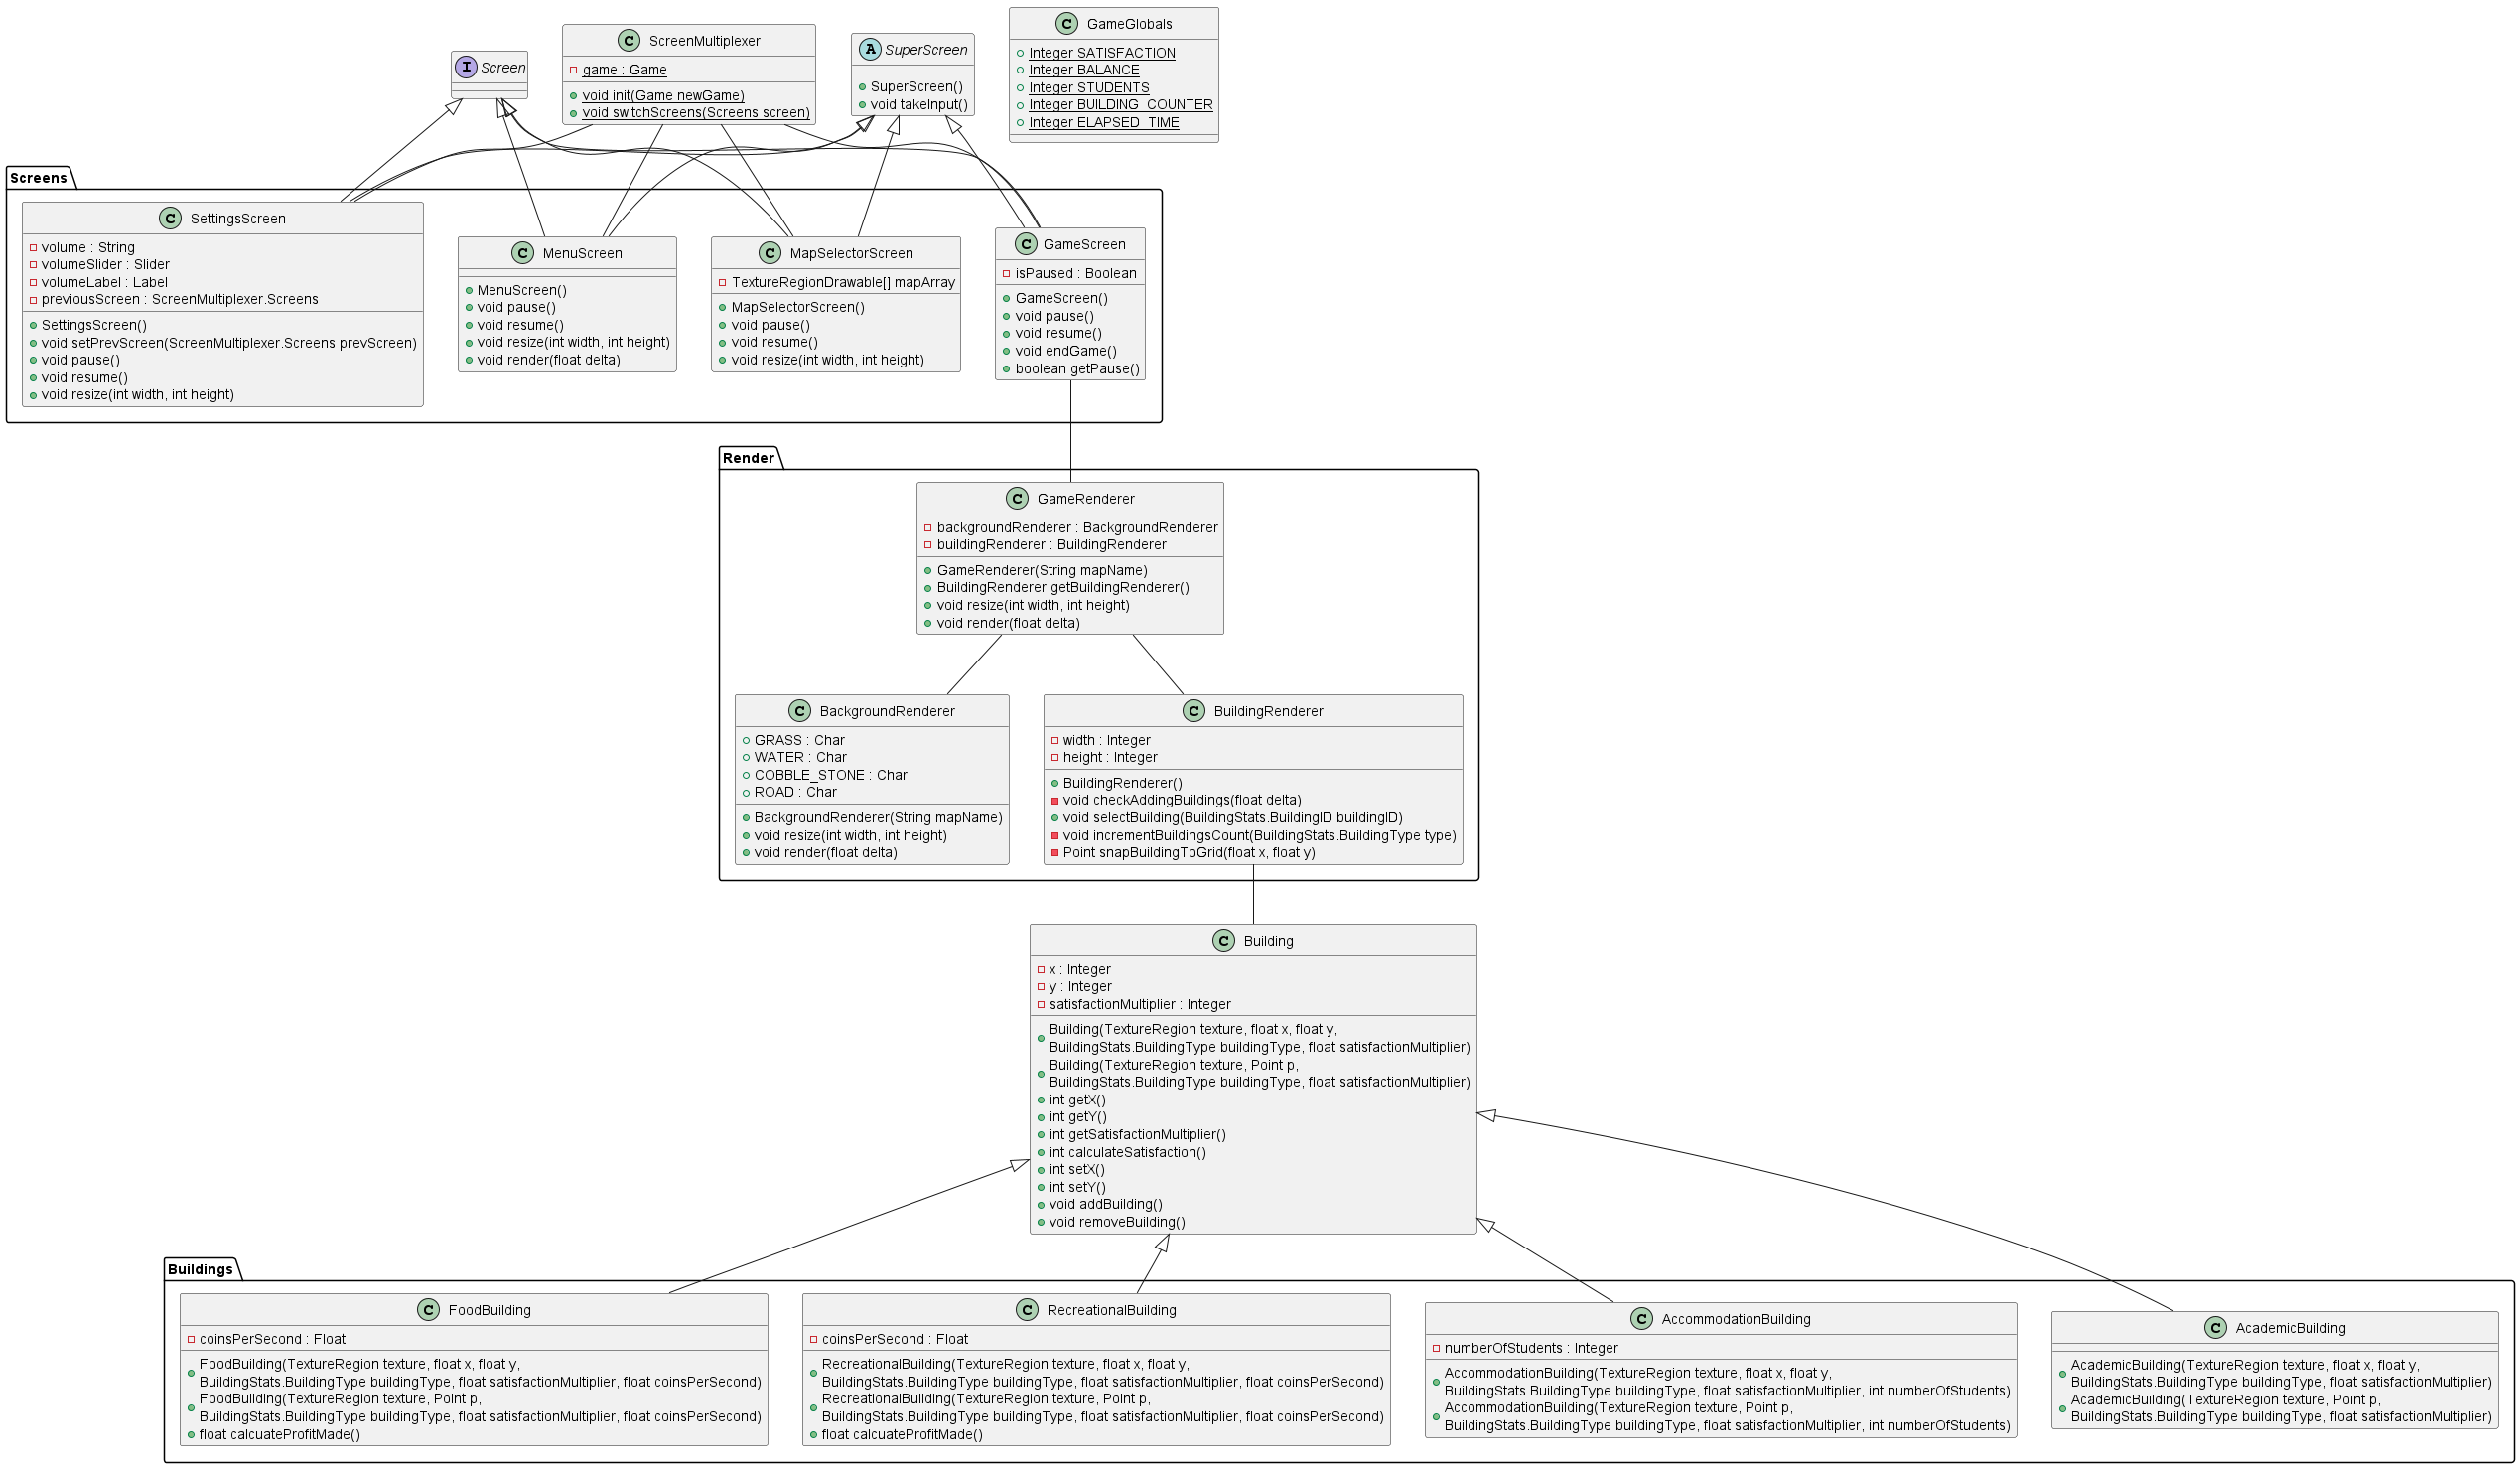 I Screen
C ScreenMultiplexer
game : Game
void init(Game newGame)
void switchScreens(Screens screen)
A SuperScreen
SuperScreen()
void takeInput()
C GameGlobals
Integer SATISFACTION
Integer BALANCE
Integer STUDENTS
Integer BUILDING_COUNTER
Integer ELAPSED_TIME
Screens
C SettingsScreen
volume : String
volumeSlider : Slider
volumeLabel : Label
previousScreen : ScreenMultiplexer.Screens
SettingsScreen()
void setPrevScreen(ScreenMultiplexer.Screens prevScreen)
void pause()
void resume()
void resize(int width, int height)
C MenuScreen
MenuScreen()
void pause()
void resume()
void resize(int width, int height)
void render(float delta)
C MapSelectorScreen
TextureRegionDrawable[] mapArray
MapSelectorScreen()
void pause()
void resume()
void resize(int width, int height)
C GameScreen
isPaused : Boolean
GameScreen()
void pause()
void resume()
void endGame()
boolean getPause()
Render
C GameRenderer
backgroundRenderer : BackgroundRenderer
buildingRenderer : BuildingRenderer
GameRenderer(String mapName)
BuildingRenderer getBuildingRenderer()
void resize(int width, int height)
void render(float delta)
C BackgroundRenderer
GRASS : Char
WATER : Char
COBBLE_STONE : Char
ROAD : Char
BackgroundRenderer(String mapName)
void resize(int width, int height)
void render(float delta)
C BuildingRenderer
width : Integer
height : Integer
BuildingRenderer()
void checkAddingBuildings(float delta)
void selectBuilding(BuildingStats.BuildingID buildingID)
void incrementBuildingsCount(BuildingStats.BuildingType type)
Point snapBuildingToGrid(float x, float y)
C Building
x : Integer
y : Integer
satisfactionMultiplier : Integer
Building(TextureRegion texture, float x, float y,
BuildingStats.BuildingType buildingType, float satisfactionMultiplier)
Building(TextureRegion texture, Point p,
BuildingStats.BuildingType buildingType, float satisfactionMultiplier)
int getX()
int getY()
int getSatisfactionMultiplier()
int calculateSatisfaction()
int setX()
int setY()
void addBuilding()
void removeBuilding()
Buildings
C FoodBuilding
coinsPerSecond : Float
FoodBuilding(TextureRegion texture, float x, float y,
BuildingStats.BuildingType buildingType, float satisfactionMultiplier, float coinsPerSecond)
FoodBuilding(TextureRegion texture, Point p,
BuildingStats.BuildingType buildingType, float satisfactionMultiplier, float coinsPerSecond)
float calcuateProfitMade()
C RecreationalBuilding
coinsPerSecond : Float
RecreationalBuilding(TextureRegion texture, float x, float y,
BuildingStats.BuildingType buildingType, float satisfactionMultiplier, float coinsPerSecond)
RecreationalBuilding(TextureRegion texture, Point p,
BuildingStats.BuildingType buildingType, float satisfactionMultiplier, float coinsPerSecond)
float calcuateProfitMade()
C AccommodationBuilding
numberOfStudents : Integer
AccommodationBuilding(TextureRegion texture, float x, float y,
BuildingStats.BuildingType buildingType, float satisfactionMultiplier, int numberOfStudents)
AccommodationBuilding(TextureRegion texture, Point p,
BuildingStats.BuildingType buildingType, float satisfactionMultiplier, int numberOfStudents)
C AcademicBuilding
AcademicBuilding(TextureRegion texture, float x, float y,
BuildingStats.BuildingType buildingType, float satisfactionMultiplier)
AcademicBuilding(TextureRegion texture, Point p,
BuildingStats.BuildingType buildingType, float satisfactionMultiplier)